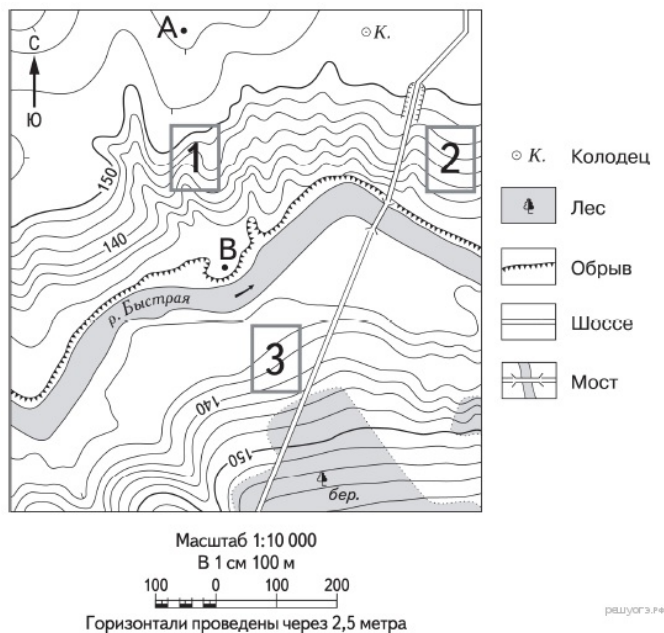 А
К.
С
Ю
1
2
150
140
В
р. Быстрая
3
140
150
бер.
К. Колодец
Лес
Обрыв
Шоссе
Мост
Масштаб 1:10 000
В 1 см 100 м
100 0 100 200
Горизонтали проведены через 2,5 метра
решуогэ.рф